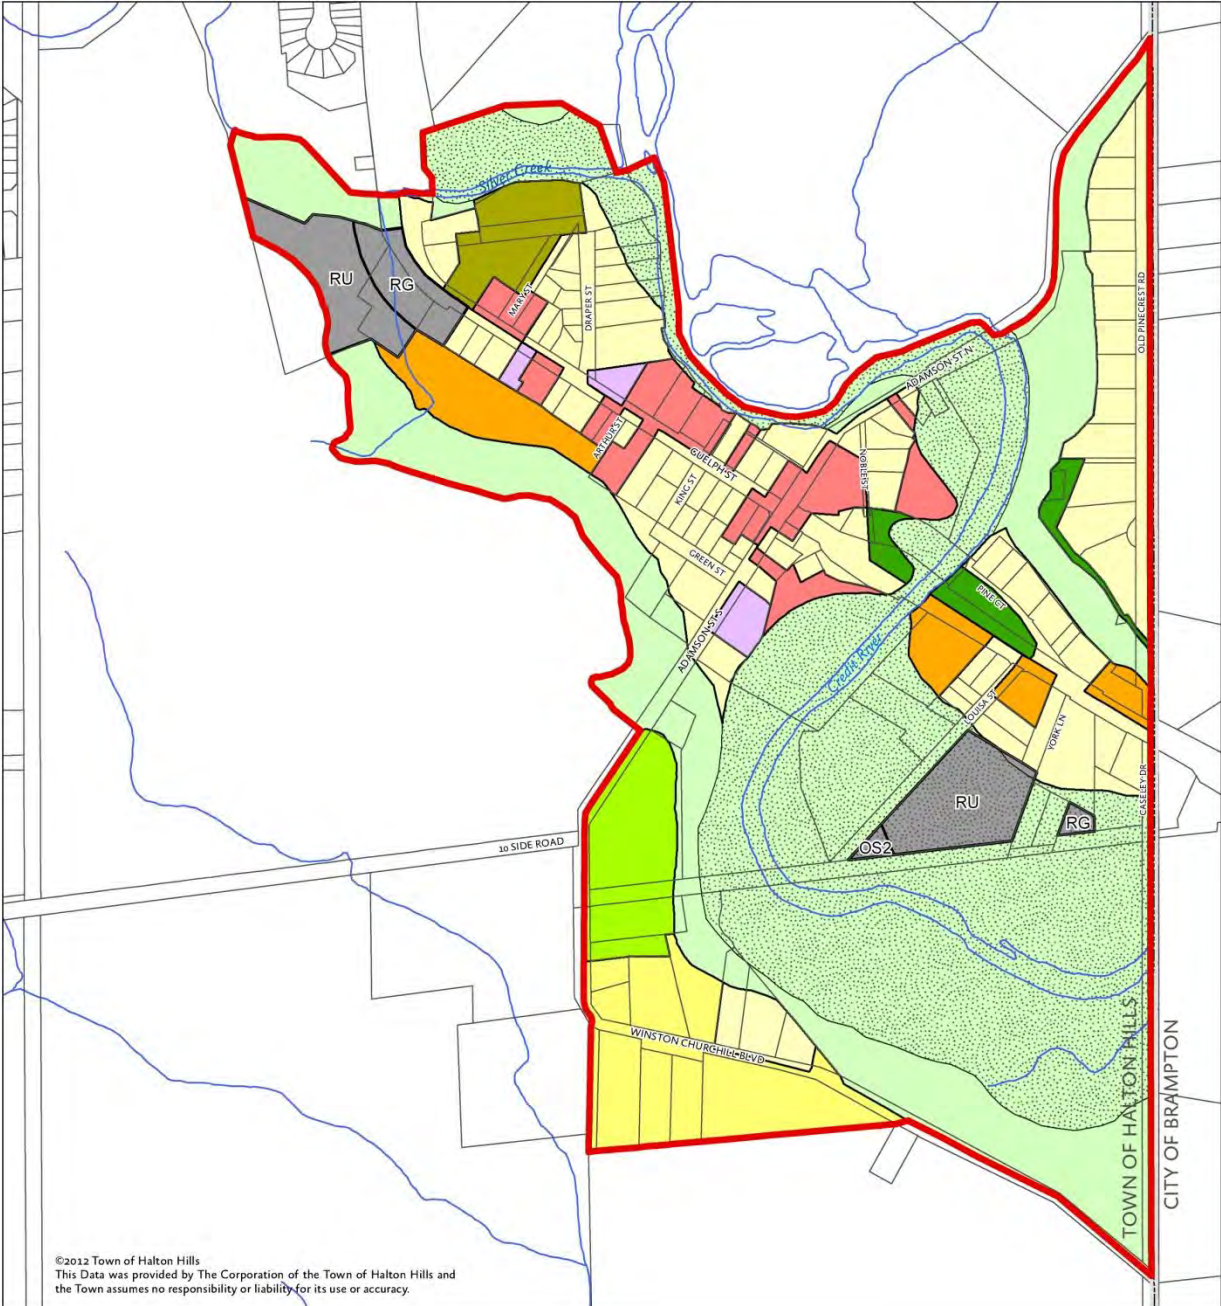 Silver Creek
RU
RG
MARY ST
DRAPER ST
OLD PINECREST RD
ADAMSON ST N
ARTHUR ST
GUELPH ST
NOBLE ST
KING ST
GREEN ST
PINE CT
ADAMSON ST S
Credit River
LOUISA ST
YORK LN
CASELEY DR
RU
RG
OS2
10 SIDE ROAD
WINSTON CHURCHILL BLVD
TOWN OF HALTON HILLS
CITY OF BRAMPTON
©2012 Town of Halton Hills
This Data was provided by The Corporation of the Town of Halton Hills and
the Town assumes no responsibility or liability for its use or accuracy.